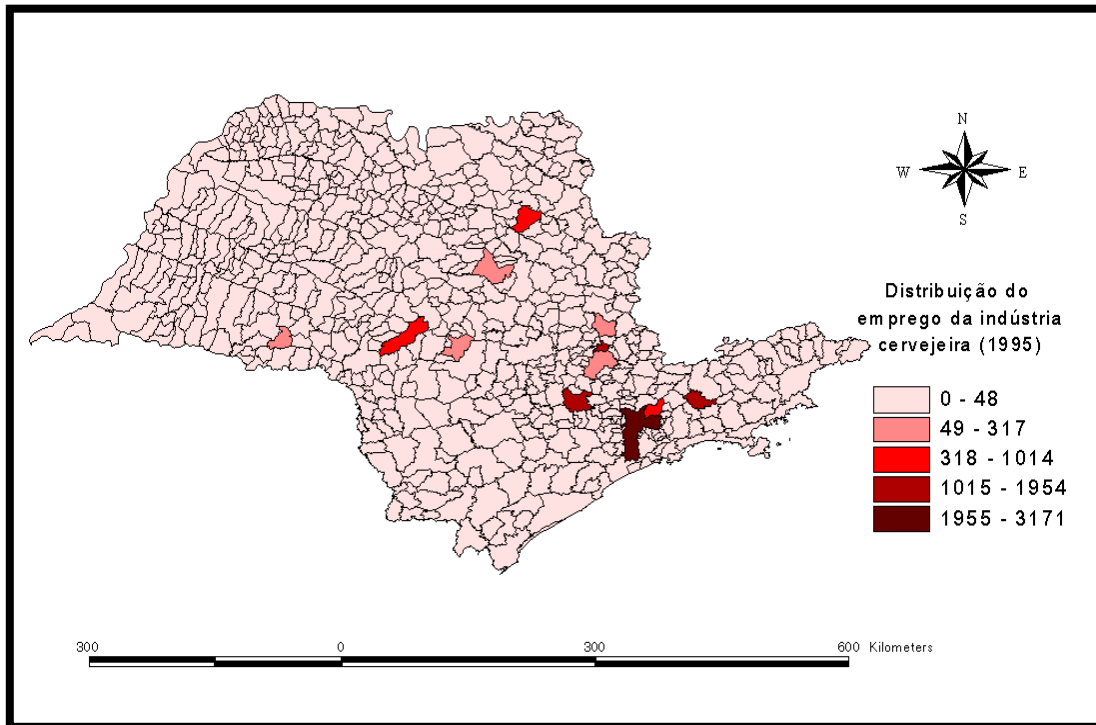 N
W E
S
Distribuição do
emprego da indústria
cervejeira (1995)
0 - 48
49 - 317
318 - 1014
1015 - 1954
1955 - 3171
300 0 300 600 Kilometers